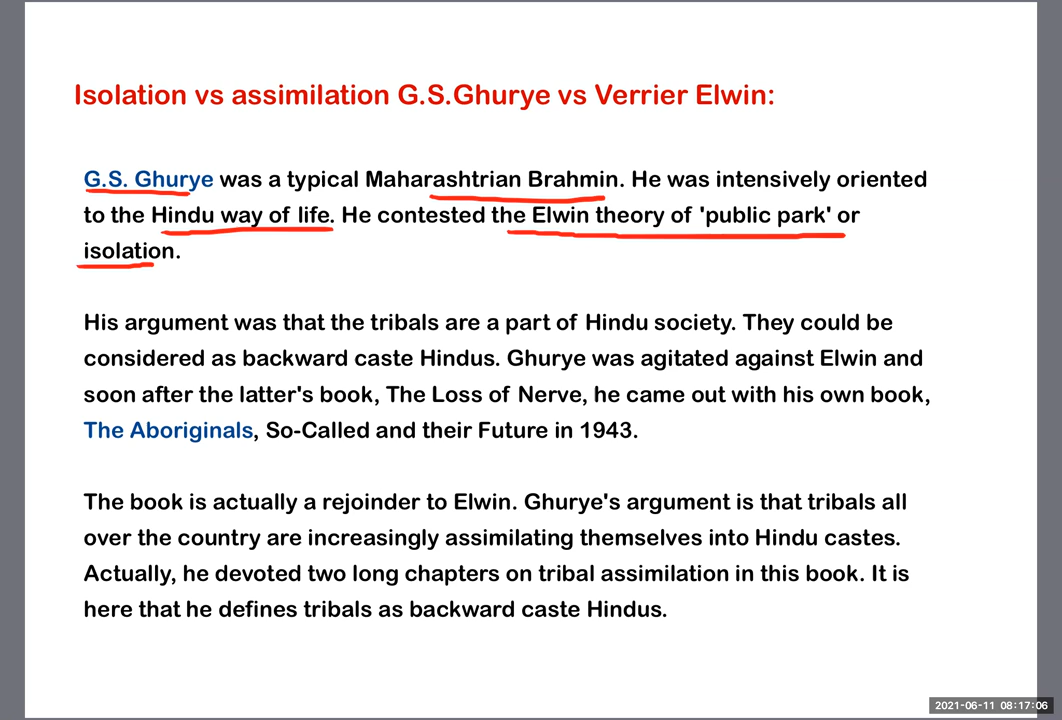 Isolation vs assimilation G.S.Ghurye vs Verrier Elwin:
G.S. Ghurye was a typical Maharashtrian Brahmin. He was intensively oriented
to the Hindu way of life. He contested the Elwin theory of 'public park' or
isolation.
His argument was that the tribals are a part of Hindu society. They could be
considered as backward caste Hindus. Ghurye was agitated against Elwin and
soon after the latter's book, The Loss of Nerve, he came out with his own book,
The Aboriginals, So-Called and their Future in 1943.
The book is actually a rejoinder to Elwin. Ghurye's argument is that tribals all
over the country are increasingly assimilating themselves into Hindu castes.
Actually, he devoted two long chapters on tribal assimilation in this book. It is
here that he defines tribals as backward caste Hindus.
2021-06-11 08:17:06